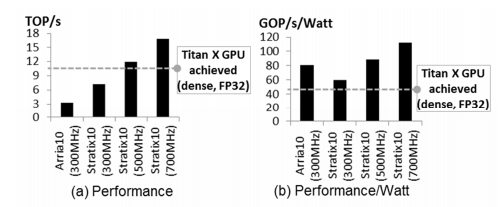 TOP/s
18
15
12
9
6
3
0
Titan X GPU
achieved
(dense, FP32)
Arria10
(300MHz)
Stratix10
(300MHz)
Stratix10
(500MHz)
Stratix10
(700MHz)
(a) Performance
GOP/s/Watt
120
100
80
60
40
20
0
Titan X GPU
achieved
(dense, FP32)
Arria10
(300MHz)
Stratix10
(300MHz)
Stratix10
(500MHz)
Stratix10
(700MHz)
(b) Performance/Watt